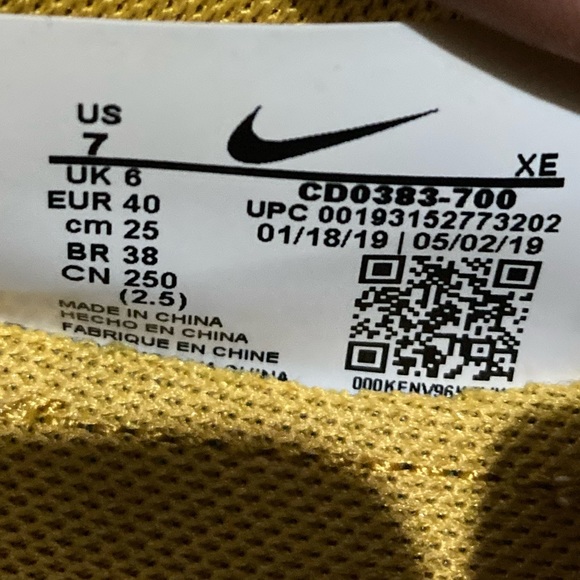 US
7
XE
UK 6
EUR 40
cm 25
BR 38
CN 250
(2.5)
CD0383-700
UPC 00193152773202
01/18/19 | 05/02/19
MADE IN CHINA
HECHO EN CHINA
FABRIQUE EN CHINE
CHINA